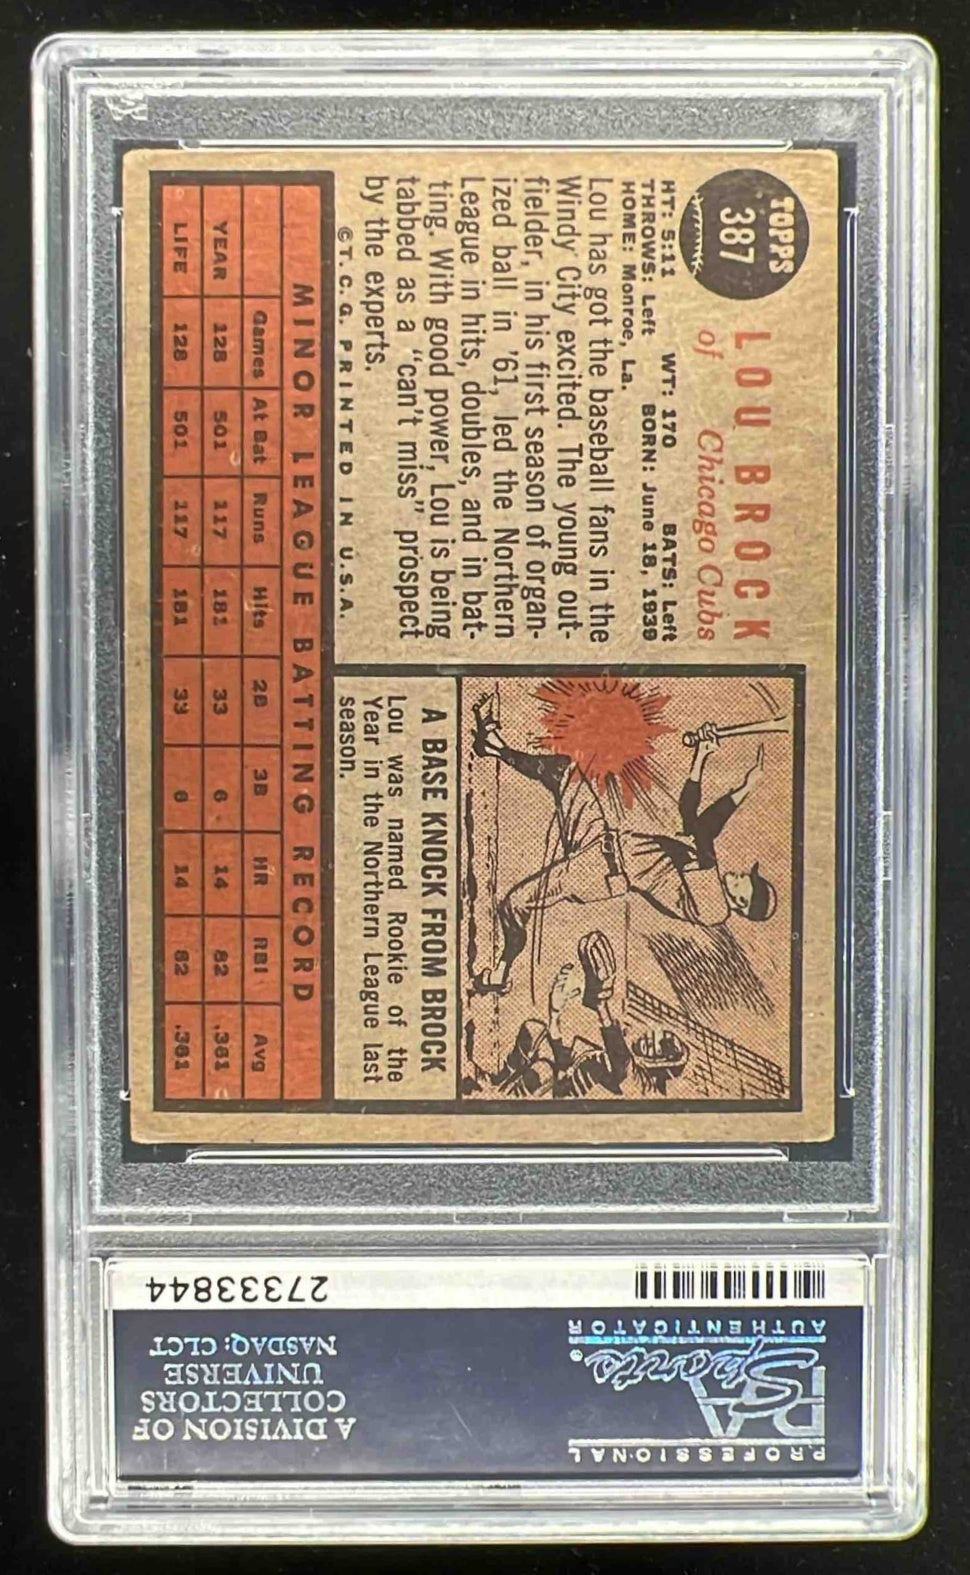 TOPPS
387
LOU BROCK
of Chicago Cubs
HT: 5:11 WT: 170 BATS: Left
THROWS: Left BORN: June 18, 1939
HOME: Monroe, La.
Lou has got the baseball fans in the
Windy City excited. The young out-
fielder, in his first season of organ-
ized ball in '61, led the Northern
League in hits, doubles, and in bat-
ting. With good power, Lou is being
tabbed as a "can't miss" prospect
by the experts.
©T.C.G. PRINTED IN U.S.A.
A BASE KNOCK FROM BROCK
Lou was named Rookie of the
Year in the Northern League last
season.
MINOR LEAGUE BATTING RECORD
Games At Bat Runs Hits 2B 3B HR RBI Avg
YEAR 128 501 117 181 33 6 14 82 .361
LIFE 128 501 117 181 33 6 14 82 .361
PROFESSIONAL
PSA
Sports®
AUTHENTICATOR
A DIVISION OF
COLLECTORS
UNIVERSE
NASDAQ: CLCT
27333844